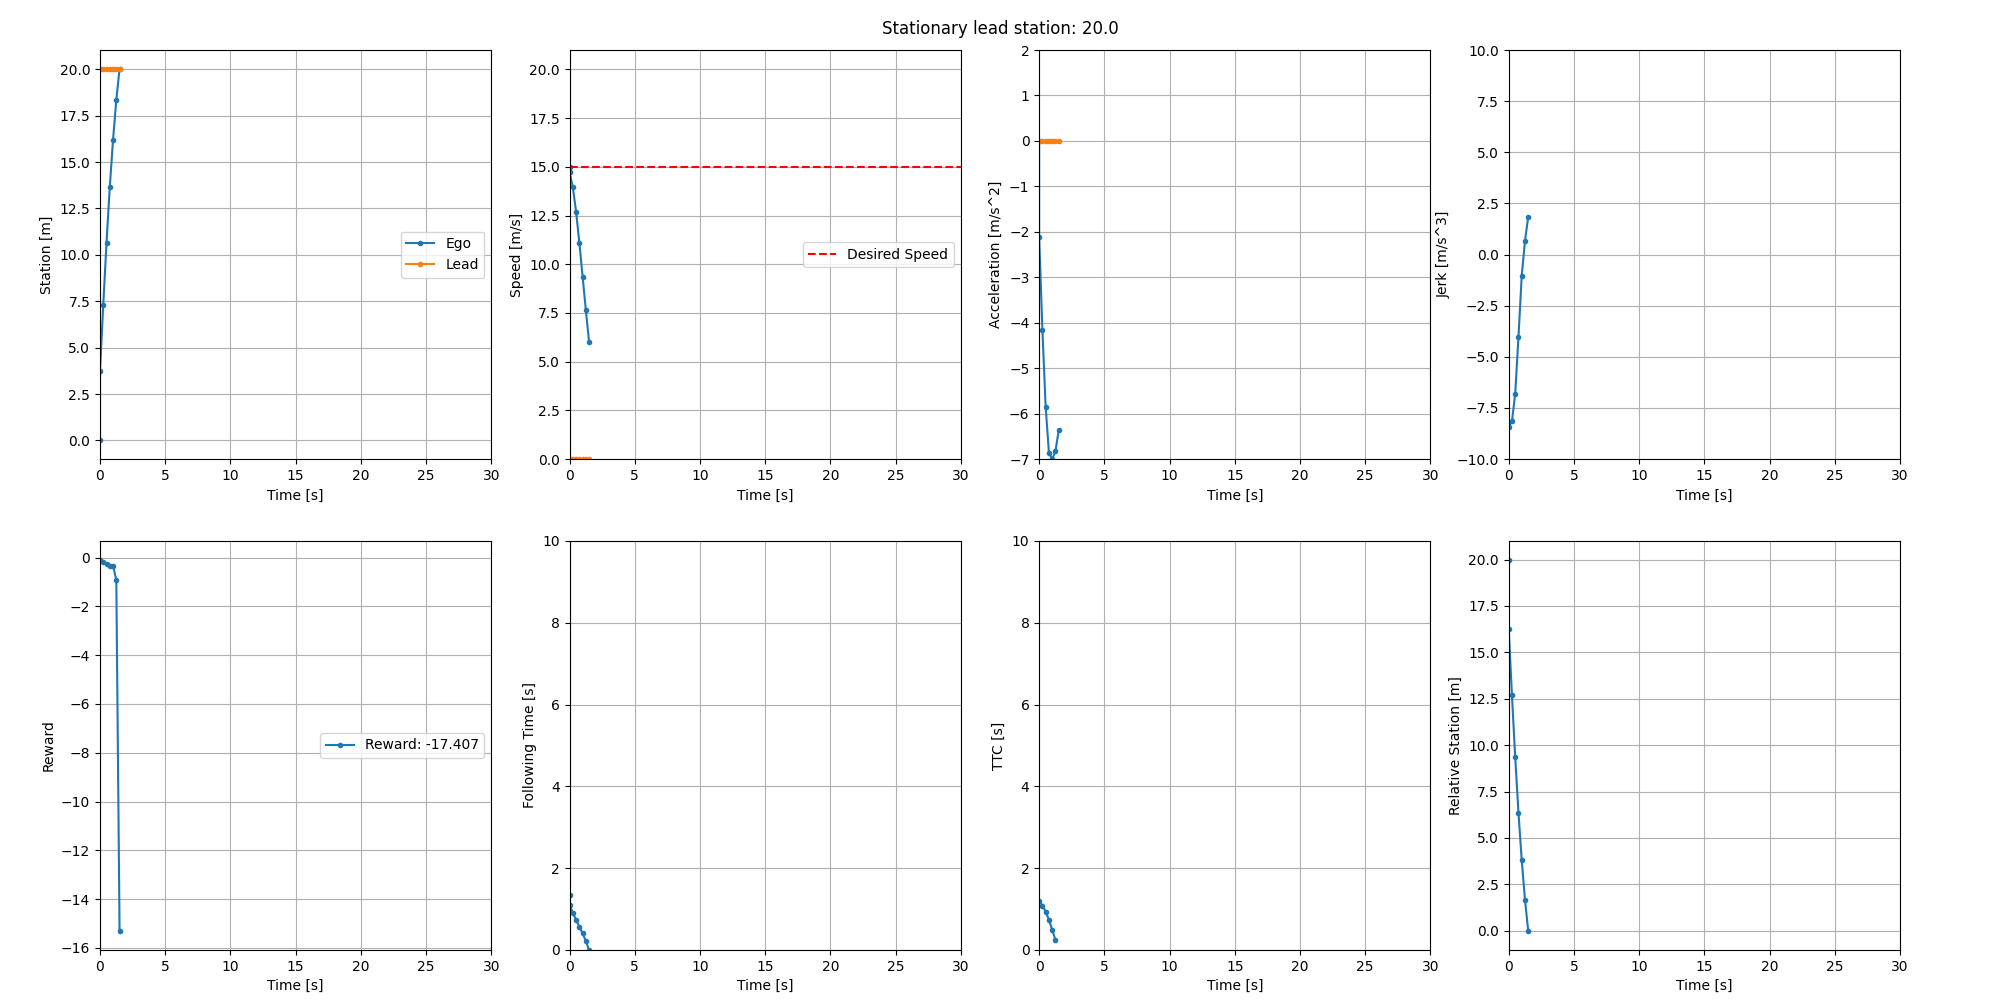 Stationary lead station: 20.0
Station [m]
20.0
17.5
15.0
12.5
10.0
7.5
5.0
2.5
0.0
Ego
Lead
0 5 10 15 20 25 30
Time [s]
Speed [m/s]
20.0
17.5
15.0
12.5
10.0
7.5
5.0
2.5
0.0
Desired Speed
0 5 10 15 20 25 30
Time [s]
Acceleration [m/s^2]
2
1
0
−1
−2
−3
−4
−5
−6
−7
0 5 10 15 20 25 30
Time [s]
Jerk [m/s^3]
10.0
7.5
5.0
2.5
0.0
−2.5
−5.0
−7.5
−10.0
0 5 10 15 20 25 30
Time [s]
Reward
0
−2
−4
−6
−8
−10
−12
−14
−16
Reward: -17.407
0 5 10 15 20 25 30
Time [s]
Following Time [s]
10
8
6
4
2
0
0 5 10 15 20 25 30
Time [s]
TTC [s]
10
8
6
4
2
0
0 5 10 15 20 25 30
Time [s]
Relative Station [m]
20.0
17.5
15.0
12.5
10.0
7.5
5.0
2.5
0.0
0 5 10 15 20 25 30
Time [s]